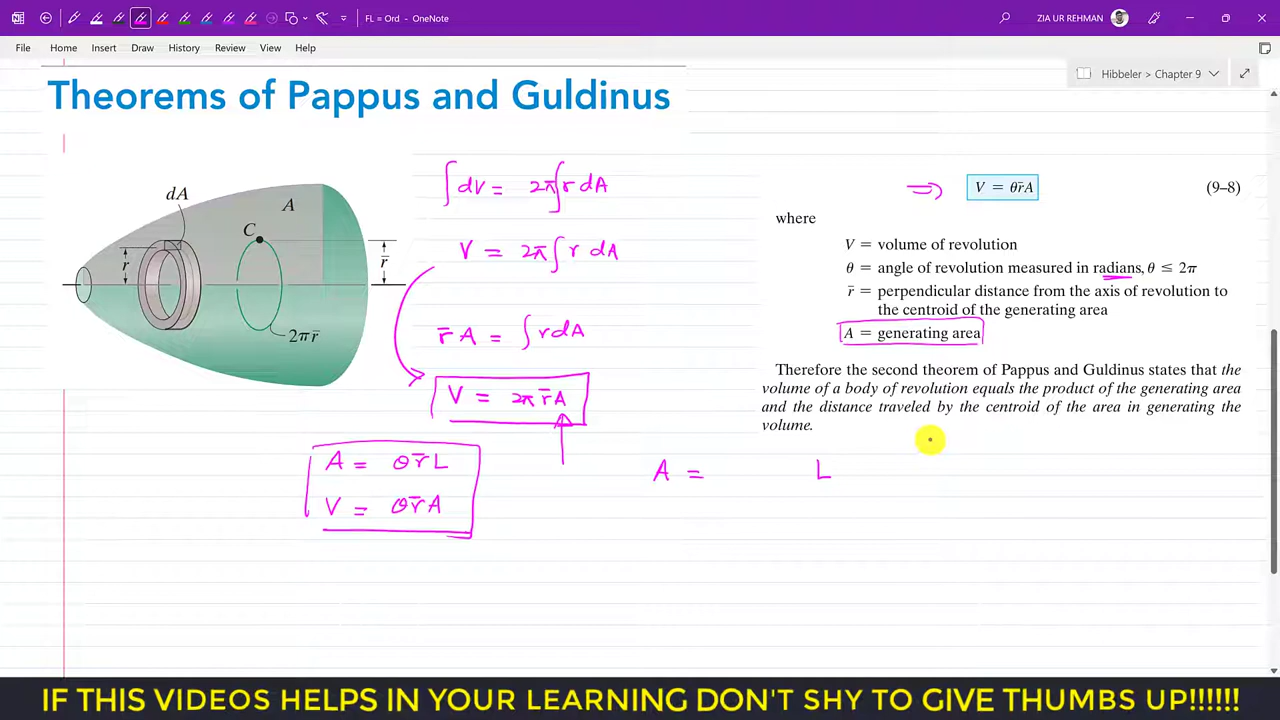 ZIA UR REHMAN
FL = Ord - OneNote
File Home Insert Draw History Review View Help
Hibbeler > Chapter 9
Theorems of Pappus and Guldinus
dA
A
C
r
r̄
2πr̄
∫dV = 2π∫r dA
V = 2π∫r dA
r̄ A = ∫r dA
V = 2π r̄ A
A = θ r̄ L
V = θ r̄ A
⇒ V = θr̄A (9–8)
where
V = volume of revolution
θ = angle of revolution measured in radians, θ ≤ 2π
r̄ = perpendicular distance from the axis of revolution to
the centroid of the generating area
A = generating area
Therefore the second theorem of Pappus and Guldinus states that the
volume of a body of revolution equals the product of the generating area
and the distance traveled by the centroid of the area in generating the
volume.
A = L
IF THIS VIDEOS HELPS IN YOUR LEARNING DON'T SHY TO GIVE THUMBS UP!!!!!!